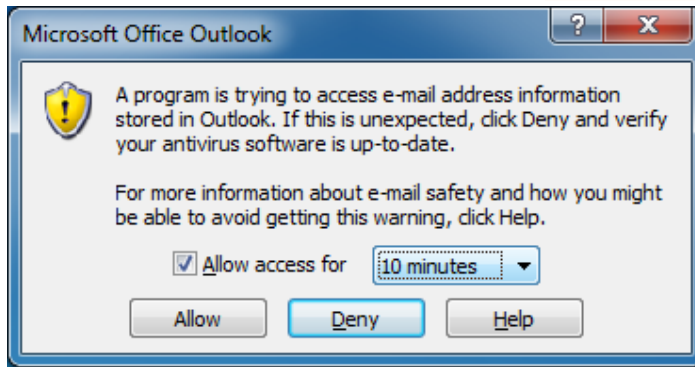 Microsoft Office Outlook
A program is trying to access e-mail address information
stored in Outlook. If this is unexpected, click Deny and verify
your antivirus software is up-to-date.
For more information about e-mail safety and how you might
be able to avoid getting this warning, click Help.
Allow access for 10 minutes
Allow Deny Help